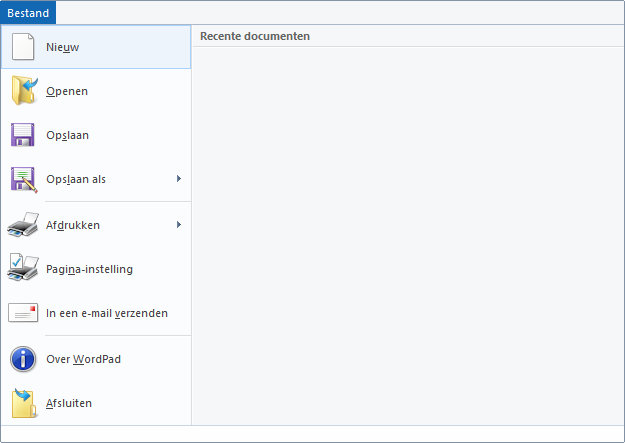 Bestand
Recente documenten
Nieuw
Openen
Opslaan
Opslaan als
Afdrukken
Pagina-instelling
In een e-mail verzenden
Over WordPad
Afsluiten